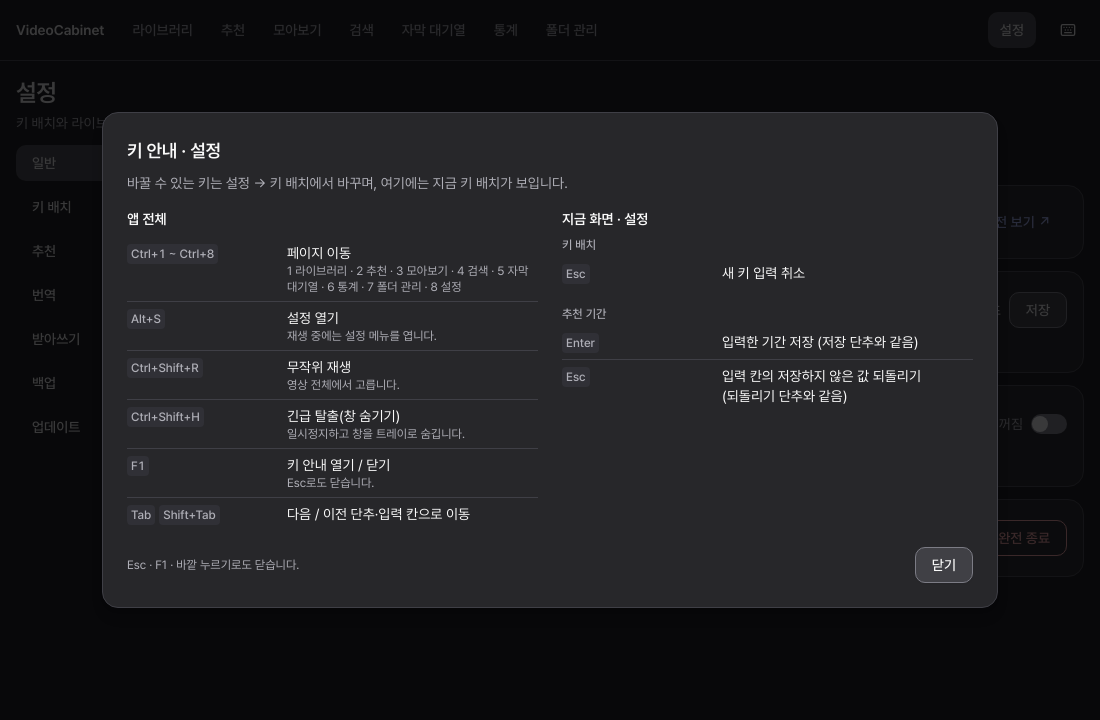 VideoCabinet 라이브러리 추천 모아보기 검색 자막 대기열 통계 폴더 관리 설정
설정
키 배치와 라이브
일반
키 배치
추천
번역
받아쓰기
백업
업데이트
키 안내 · 설정
바꿀 수 있는 키는 설정 → 키 배치에서 바꾸며, 여기에는 지금 키 배치가 보입니다.
앱 전체
Ctrl+1 ~ Ctrl+8 페이지 이동
1 라이브러리 · 2 추천 · 3 모아보기 · 4 검색 · 5 자막
대기열 · 6 통계 · 7 폴더 관리 · 8 설정
Alt+S 설정 열기
재생 중에는 설정 메뉴를 엽니다.
Ctrl+Shift+R 무작위 재생
영상 전체에서 고릅니다.
Ctrl+Shift+H 긴급 탈출(창 숨기기)
일시정지하고 창을 트레이로 숨깁니다.
F1 키 안내 열기 / 닫기
Esc로도 닫습니다.
Tab Shift+Tab 다음 / 이전 단추·입력 칸으로 이동
지금 화면 · 설정
키 배치
Esc 새 키 입력 취소
추천 기간
Enter 입력한 기간 저장 (저장 단추와 같음)
Esc 입력 칸의 저장하지 않은 값 되돌리기
(되돌리기 단추와 같음)
Esc · F1 · 바깥 누르기로도 닫습니다.
닫기
전 보기 ↗
저장
꺼짐
완전 종료